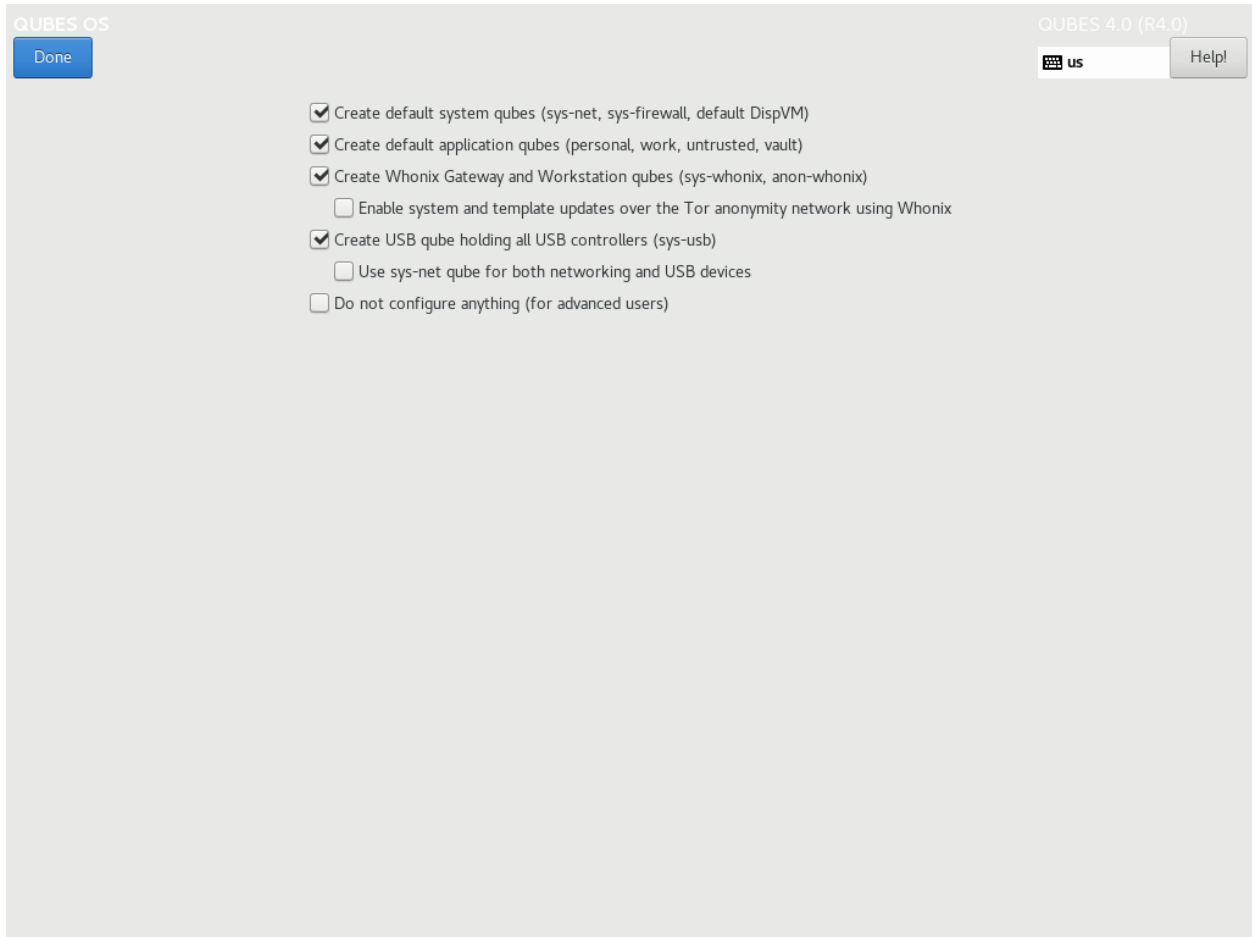 QUBES OS
QUBES 4.0 (R4.0)
Done
us
Help!
Create default system qubes (sys-net, sys-firewall, default DispVM)
Create default application qubes (personal, work, untrusted, vault)
Create Whonix Gateway and Workstation qubes (sys-whonix, anon-whonix)
Enable system and template updates over the Tor anonymity network using Whonix
Create USB qube holding all USB controllers (sys-usb)
Use sys-net qube for both networking and USB devices
Do not configure anything (for advanced users)